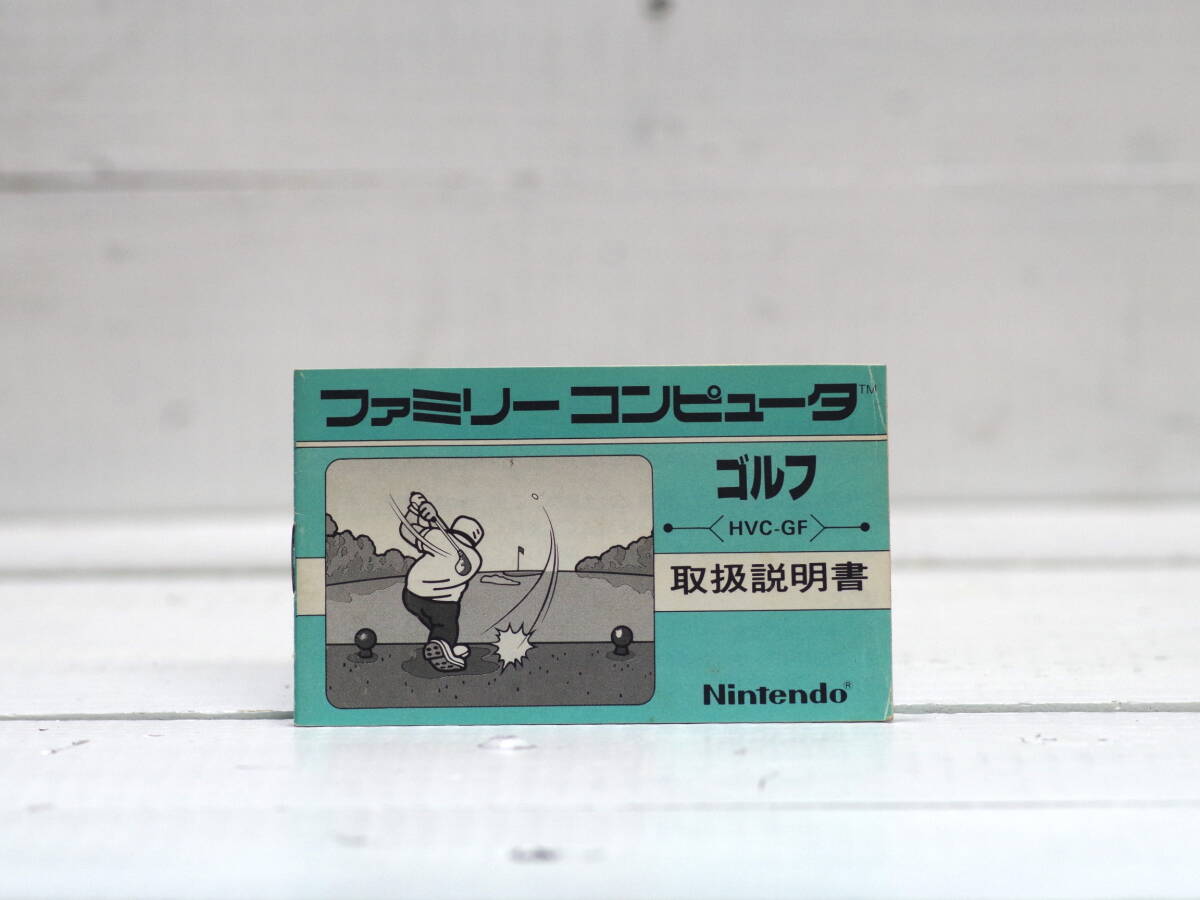 ファミリーコンピュータ™
ゴルフ
HVC-GF
取扱説明書
Nintendo®